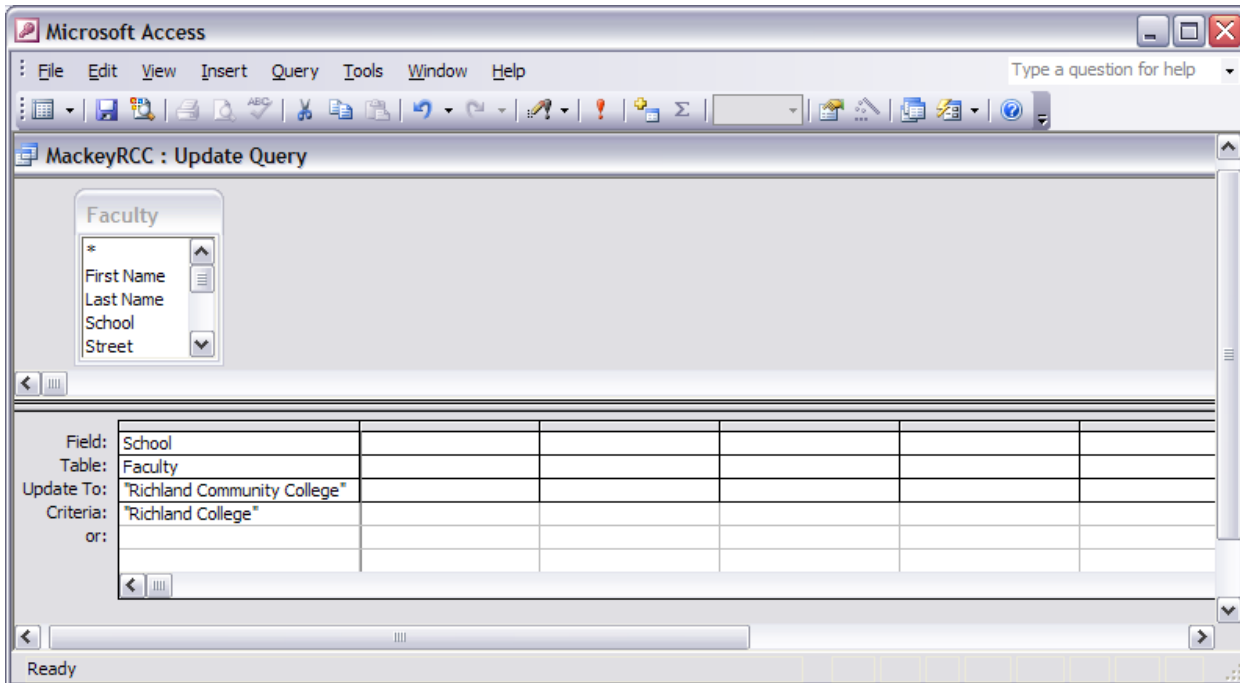 Microsoft Access
File Edit View Insert Query Tools Window Help Type a question for help
ABC Σ
MackeyRCC : Update Query
Faculty
*
First Name
Last Name
School
Street
Field: School
Table: Faculty
Update To: "Richland Community College"
Criteria: "Richland College"
or:
Ready